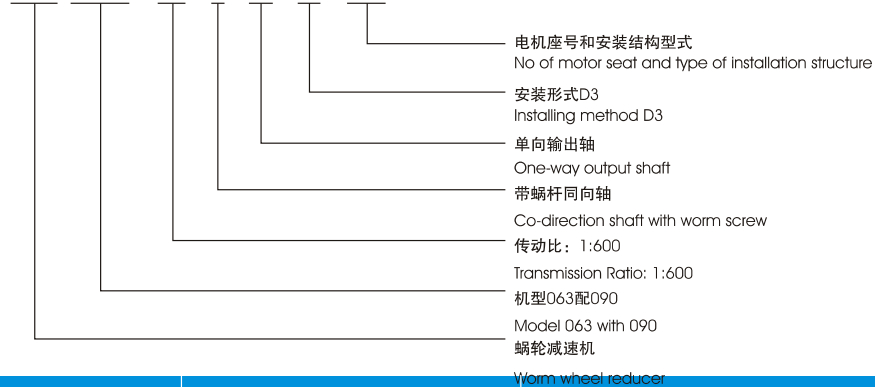 电机座号和安装结构型式
No of motor seat and type of installation structure
安装形式D3
Installing method D3
单向输出轴
One-way output shaft
带蜗杆同向轴
Co-direction shaft with worm screw
传动比：1:600
Transmission Ratio: 1:600
机型063配090
Model 063 with 090
蜗轮减速机
Worm wheel reducer